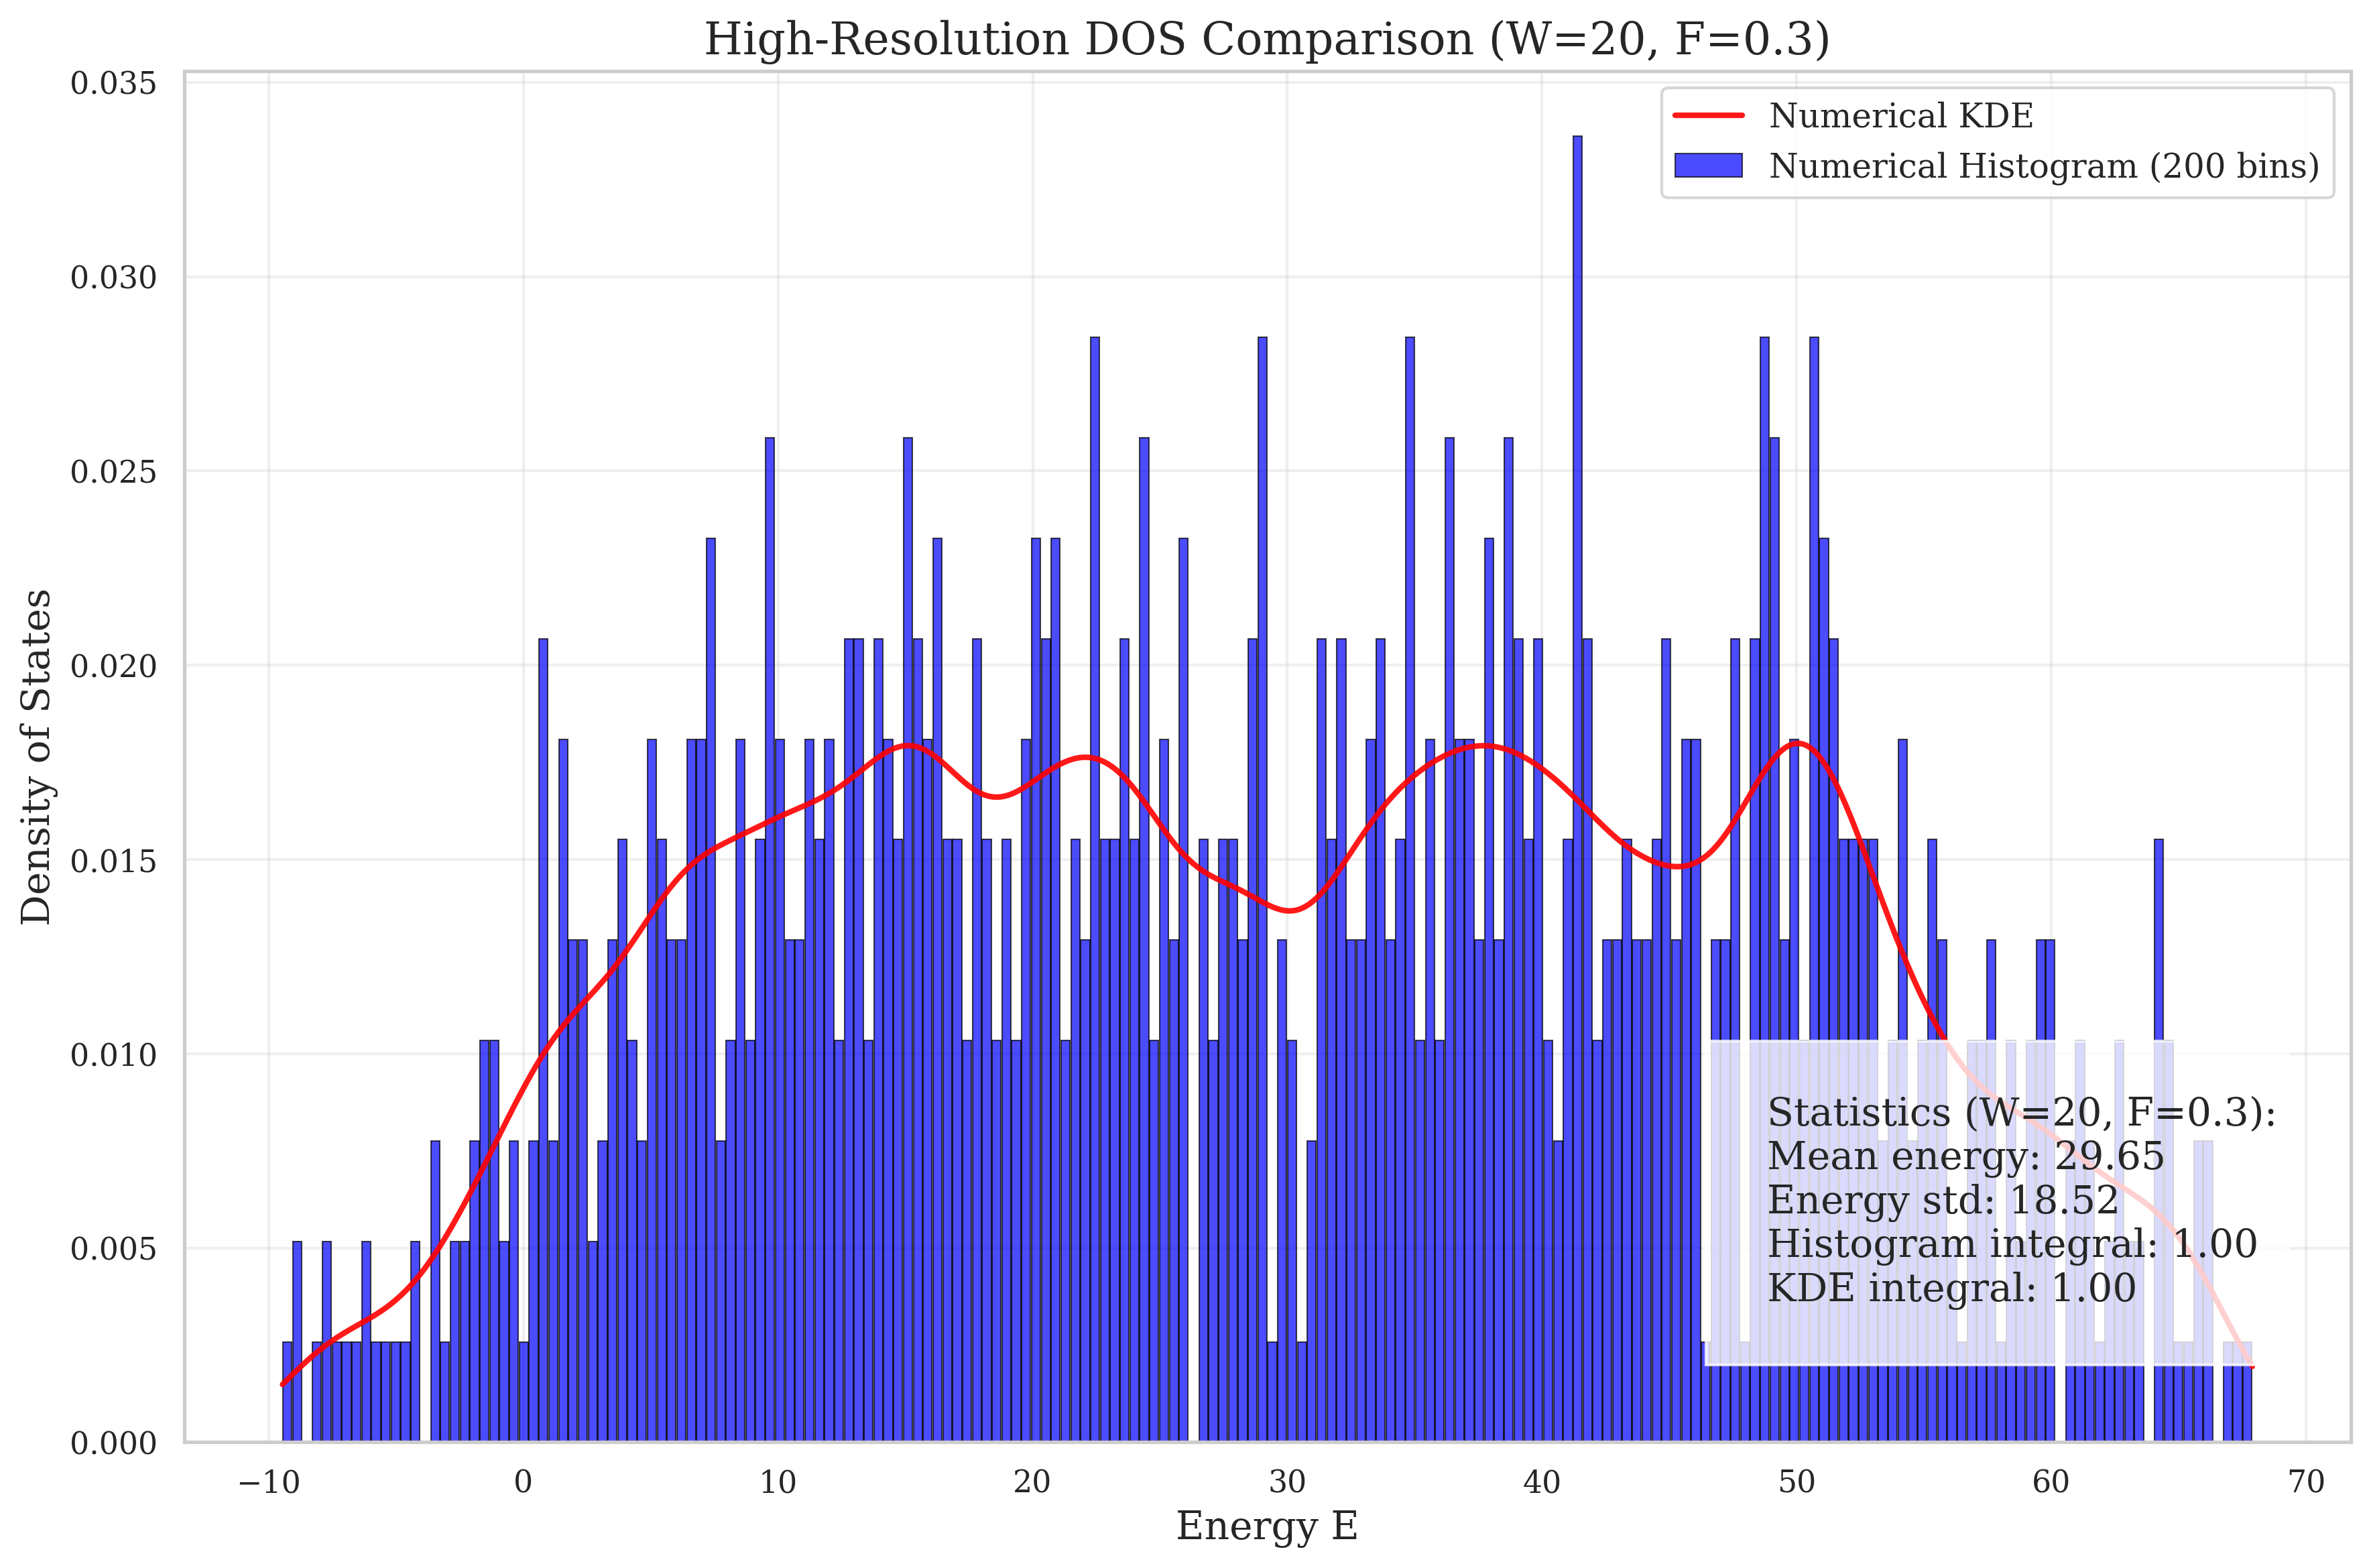 High-Resolution DOS Comparison (W=20, F=0.3)
Numerical KDE
Numerical Histogram (200 bins)
Density of States
0.035
0.030
0.025
0.020
0.015
0.010
0.005
0.000
Statistics (W=20, F=0.3):
Mean energy: 29.65
Energy std: 18.52
Histogram integral: 1.00
KDE integral: 1.00
−10 0 10 20 30 40 50 60 70
Energy E